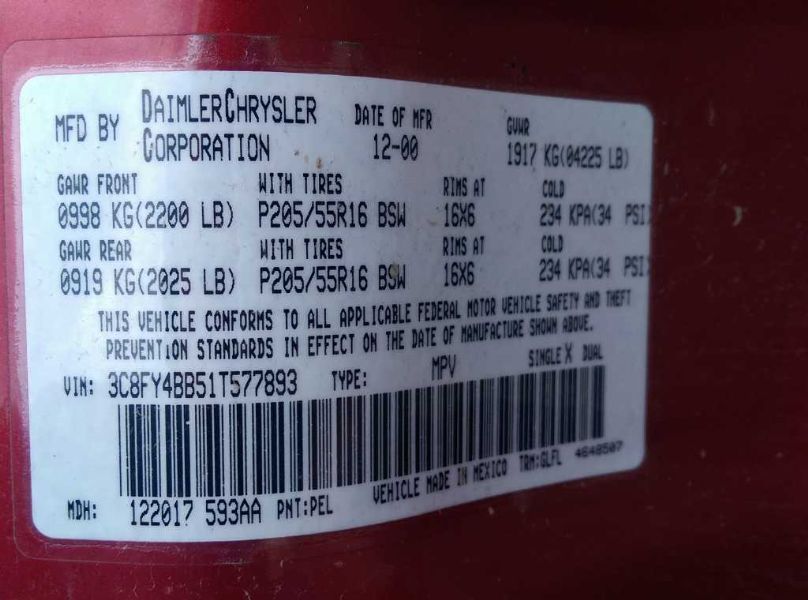 MFD BY DAIMLERCHRYSLER CORPORATION DATE OF MFR 12-00 GVWR 1917 KG(04225 LB)
GAWR FRONT WITH TIRES RIMS AT COLD
0998 KG(2200 LB) P205/55R16 BSW 16X6 234 KPA(34 PSI)
GAWR REAR WITH TIRES RIMS AT COLD
0919 KG(2025 LB) P205/55R16 BSW 16X6 234 KPA(34 PSI)
THIS VEHICLE CONFORMS TO ALL APPLICABLE FEDERAL MOTOR VEHICLE SAFETY AND THEFT
PREVENTION STANDARDS IN EFFECT ON THE DATE OF MANUFACTURE SHOWN ABOVE.
VIN: 3C8FY4BB51T577893 TYPE: MPV SINGLE X DUAL
VEHICLE MADE IN MEXICO TRM:GLFL 4648507
MDH: 122017 593AA PNT:PEL